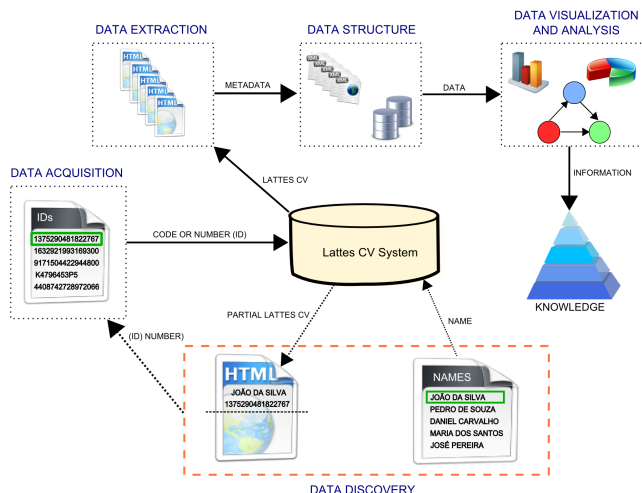 DATA EXTRACTION
DATA STRUCTURE
DATA VISUALIZATION
AND ANALYSIS
HTML
HTML
HTML
HTML
HTML
METADATA
DATA
INFORMATION
KNOWLEDGE
LATTES CV
DATA ACQUISITION
IDs
1375290481822767
1632921993169300
9171504422944800
K4796453P5
4408742728972066
CODE OR NUMBER (ID)
Lattes CV System
PARTIAL LATTES CV
NAME
(ID) NUMBER)
HTML
JOÃO DA SILVA
1375290481822767
NAMES
JOÃO DA SILVA
PEDRO DE SOUZA
DANIEL CARVALHO
MARIA DOS SANTOS
JOSÉ PEREIRA
DATA DISCOVERY